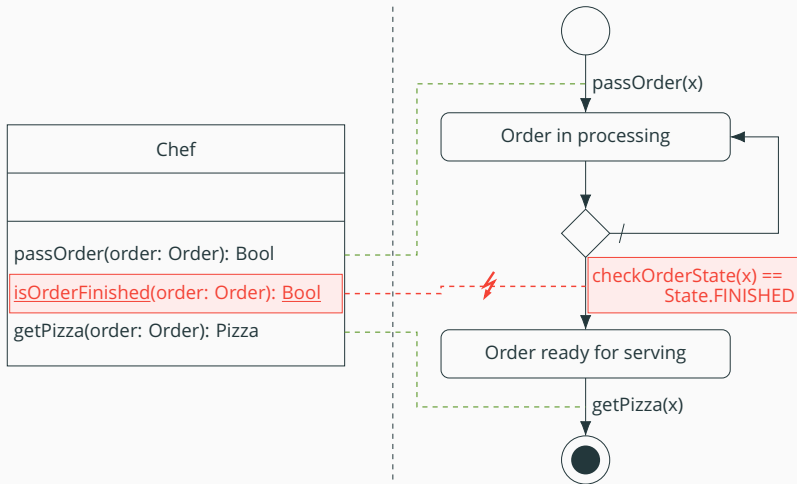 Chef
passOrder(order: Order): Bool
isOrderFinished(order: Order): Bool
getPizza(order: Order): Pizza
passOrder(x)
Order in processing
checkOrderState(x) ==
State.FINISHED
Order ready for serving
getPizza(x)